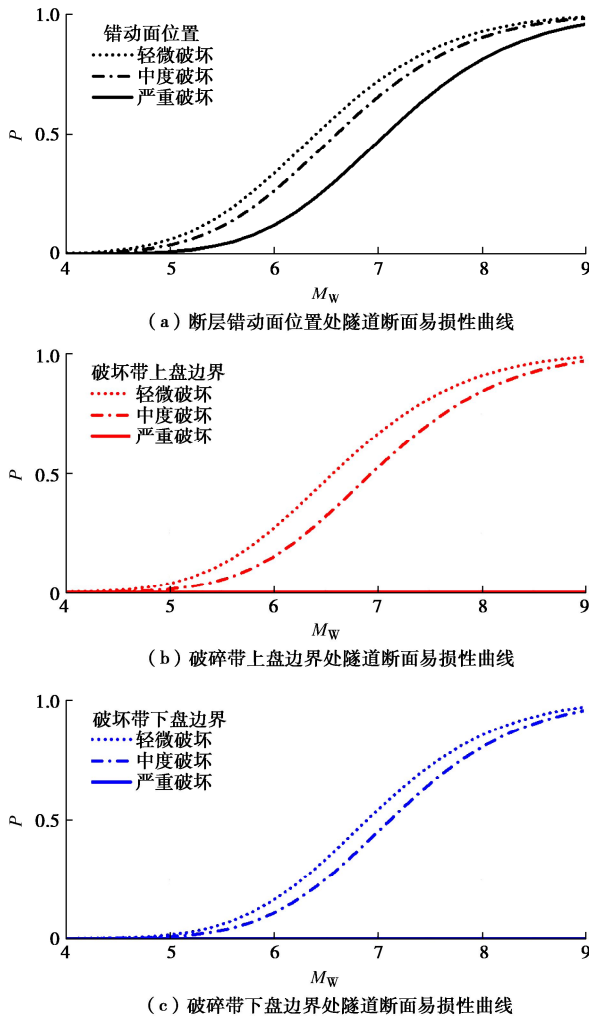 1.0
错动面位置
轻微破坏
中度破坏
严重破坏
0.5
P
0
4 5 6 7 8 9
MW
（a）断层错动面位置处隧道断面易损性曲线
1.0
破坏带上盘边界
轻微破坏
中度破坏
严重破坏
0.5
P
0
4 5 6 7 8 9
MW
（b）破碎带上盘边界处隧道断面易损性曲线
1.0
破坏带下盘边界
轻微破坏
中度破坏
严重破坏
0.5
P
0
4 5 6 7 8 9
MW
（c）破碎带下盘边界处隧道断面易损性曲线